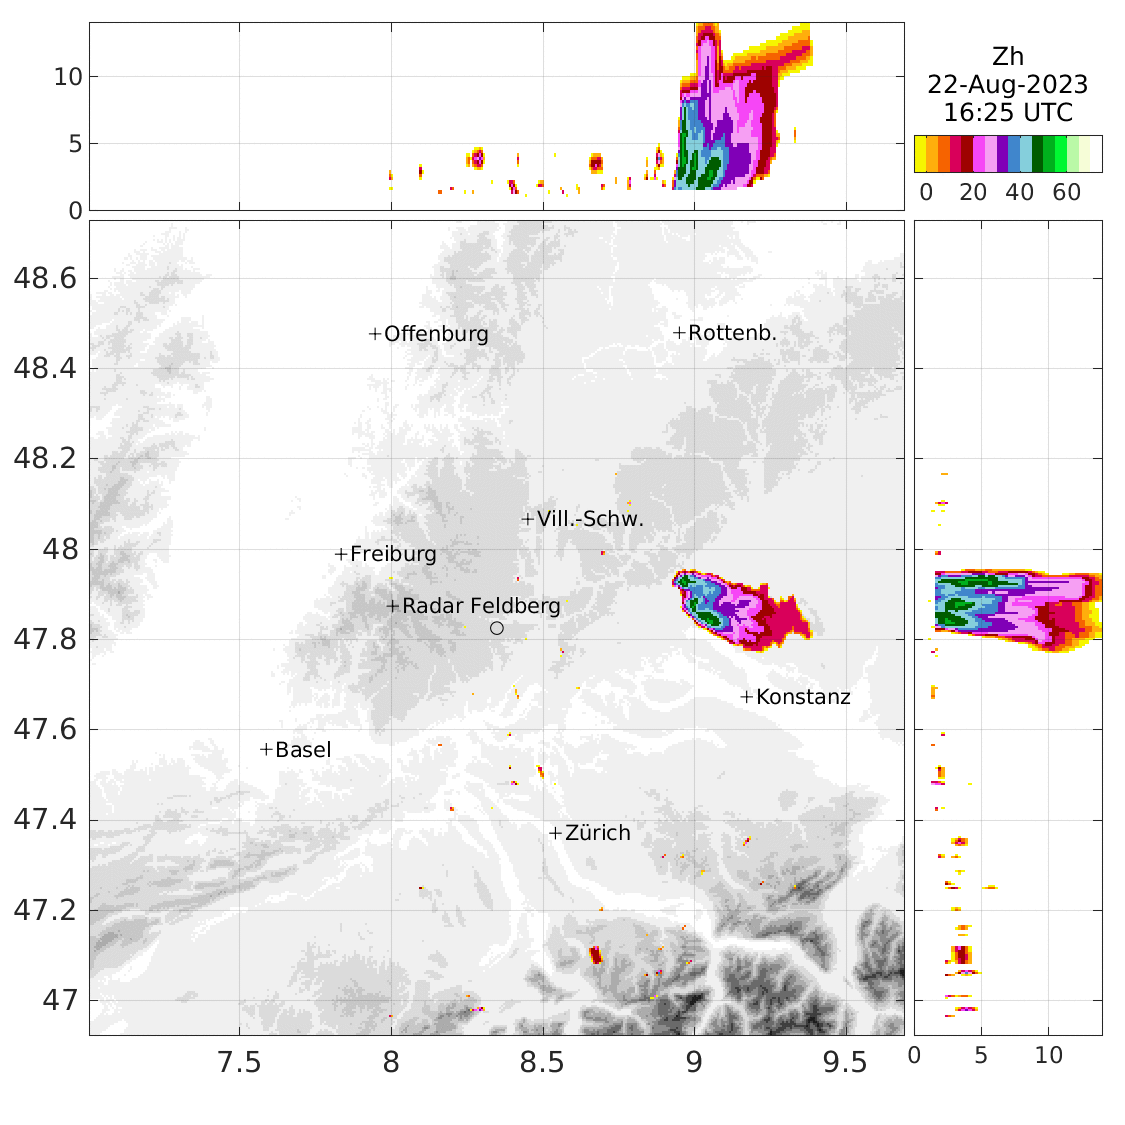 10
5
0
Zh
22-Aug-2023
16:25 UTC
0 20 40 60
48.6
48.4
48.2
48
47.8
47.6
47.4
47.2
47
+Offenburg
+Rottenb.
+Vill.-Schw.
+Freiburg
+Radar Feldberg
+Konstanz
+Basel
+Zürich
7.5 8 8.5 9 9.5
0 5 10